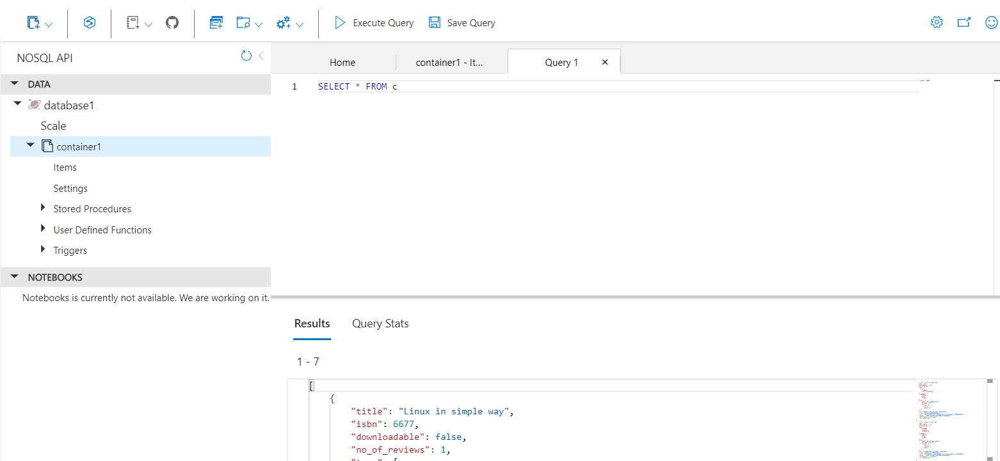 Execute Query Save Query
NOSQL API
DATA
database1
Scale
container1
Items
Settings
Stored Procedures
User Defined Functions
Triggers
NOTEBOOKS
Notebooks is currently not available. We are working on it.
Home container1 - It... Query 1
1 SELECT * FROM c
Results Query Stats
1 - 7
[
{
"title": "Linux in simple way",
"isbn": 6677,
"downloadable": false,
"no_of_reviews": 1,